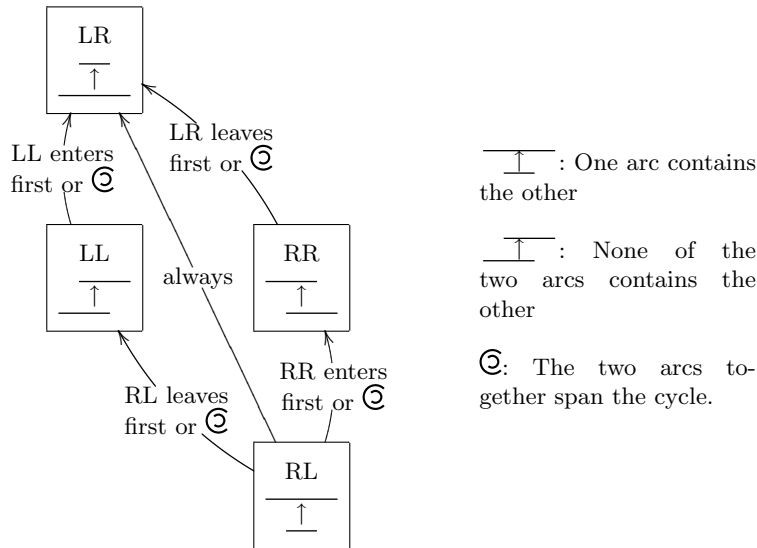 LR
LR leaves
first or
LL enters
first or
: One arc contains
the other
LL
RR
always
: None of the
two arcs contains the
other
RL leaves
first or
RR enters
first or
: The two arcs to-
gether span the cycle.
RL